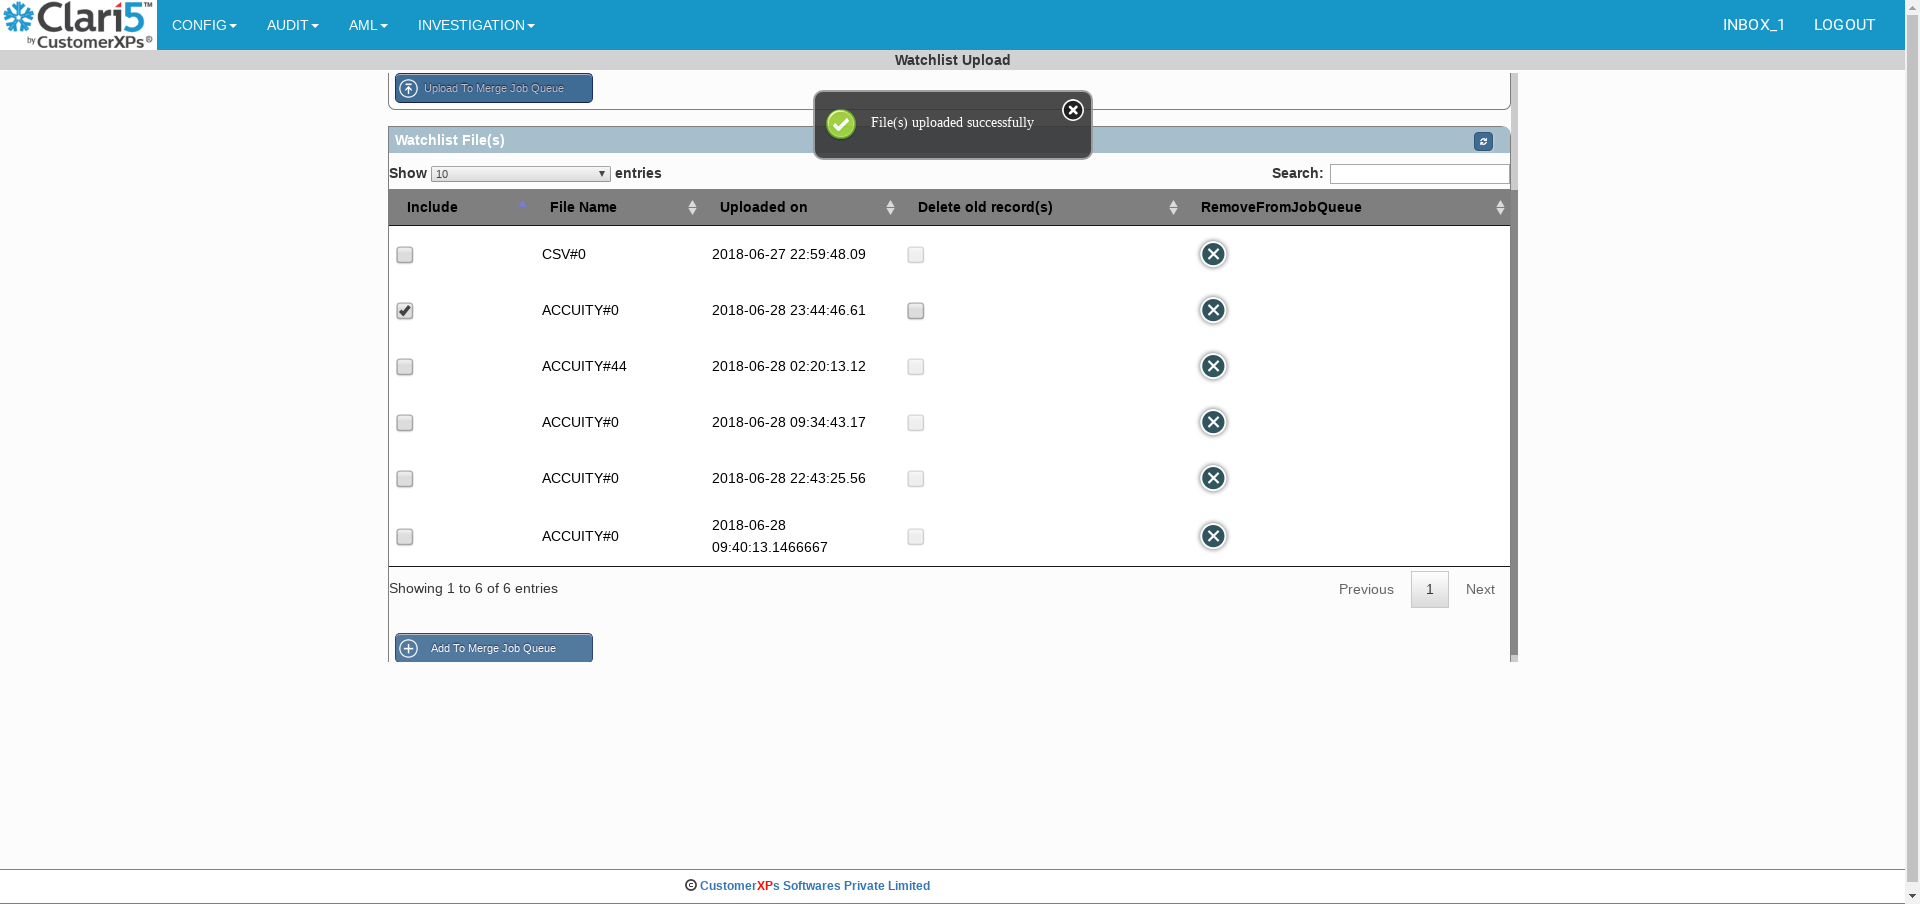 Clari5™
by CustomerXPs®
CONFIG AUDIT AML INVESTIGATION INBOX_1 LOGOUT
Watchlist Upload
Upload To Merge Job Queue
File(s) uploaded successfully
Watchlist File(s)
Show 10 entries Search:
Include File Name Uploaded on Delete old record(s) RemoveFromJobQueue
CSV#0 2018-06-27 22:59:48.09
ACCUITY#0 2018-06-28 23:44:46.61
ACCUITY#44 2018-06-28 02:20:13.12
ACCUITY#0 2018-06-28 09:34:43.17
ACCUITY#0 2018-06-28 22:43:25.56
ACCUITY#0 2018-06-28
09:40:13.1466667
Showing 1 to 6 of 6 entries Previous 1 Next
Add To Merge Job Queue
© CustomerXPs Softwares Private Limited